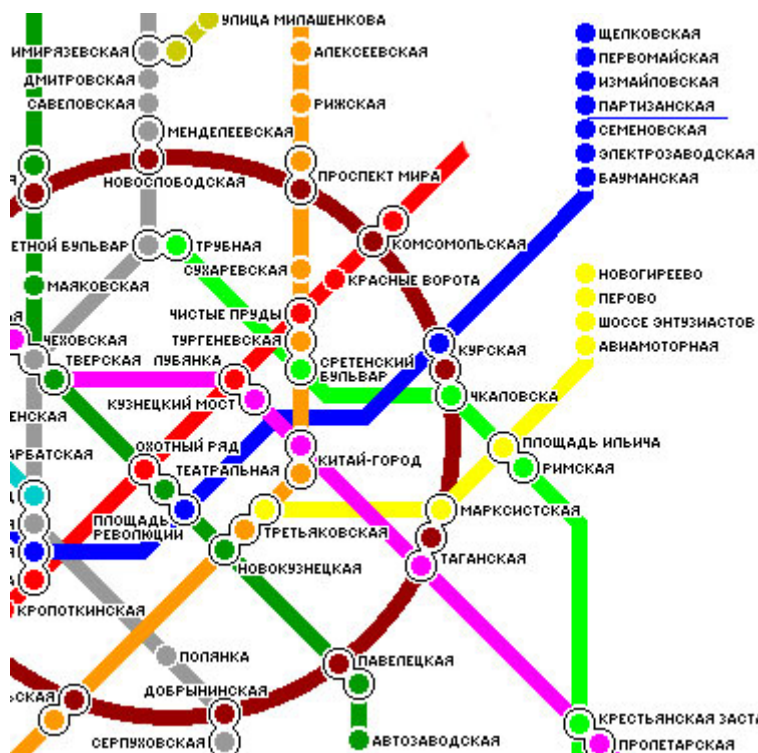 УЛИЦА МИЛАШЕНКОВА
ИМИРЯЗЕВСКАЯ
АЛЕКСЕЕВСКАЯ
ЩЕЛКОВСКАЯ
ПЕРВОМАЙСКАЯ
ИЗМАЙЛОВСКАЯ
ПАРТИЗАНСКАЯ
СЕМЕНОВСКАЯ
ЭЛЕКТРОЗАВОДСКАЯ
БАУМАНСКАЯ
ДМИТРОВСКАЯ
САВЕЛОВСКАЯ
РИЖСКАЯ
МЕНДЕЛЕЕВСКАЯ
НОВОСЛОБОДСКАЯ
ПРОСПЕКТ МИРА
ЕТНОЙ БУЛЬВАР
ТРУБНАЯ
КОМСОМОЛЬСКАЯ
СУХАРЕВСКАЯ
КРАСНЫЕ ВОРОТА
МАЯКОВСКАЯ
НОВОГИРЕЕВО
ПЕРОВО
ШОССЕ ЭНТУЗИАСТОВ
АВИАМОТОРНАЯ
ЧИСТЫЕ ПРУДЫ
ТУРГЕНЕВСКАЯ
ЧЕХОВСКАЯ
ТВЕРСКАЯ
ЛУБЯНКА
СРЕТЕНСКИЙ
БУЛЬВАР
КУРСКАЯ
КУЗНЕЦКИЙ МОСТ
ЧКАЛОВСКА
ЕНСКАЯ
АРБАТСКАЯ
ОХОТНЫЙ РЯД
ТЕАТРАЛЬНАЯ
КИТАЙ-ГОРОД
ПЛОЩАДЬ ИЛЬИЧА
РИМСКАЯ
ПЛОЩАДЬ
РЕВОЛЮЦИИ
ТРЕТЬЯКОВСКАЯ
МАРКСИСТСКАЯ
НОВОКУЗНЕЦКАЯ
ТАГАНСКАЯ
КРОПОТКИНСКАЯ
ПОЛЯНКА
ПАВЕЛЕЦКАЯ
ЬСКАЯ
ДОБРЫНИНСКАЯ
СЕРПУХОВСКАЯ
АВТОЗАВОДСКАЯ
КРЕСТЬЯНСКАЯ ЗАСТА
ПРОЛЕТАРСКАЯ